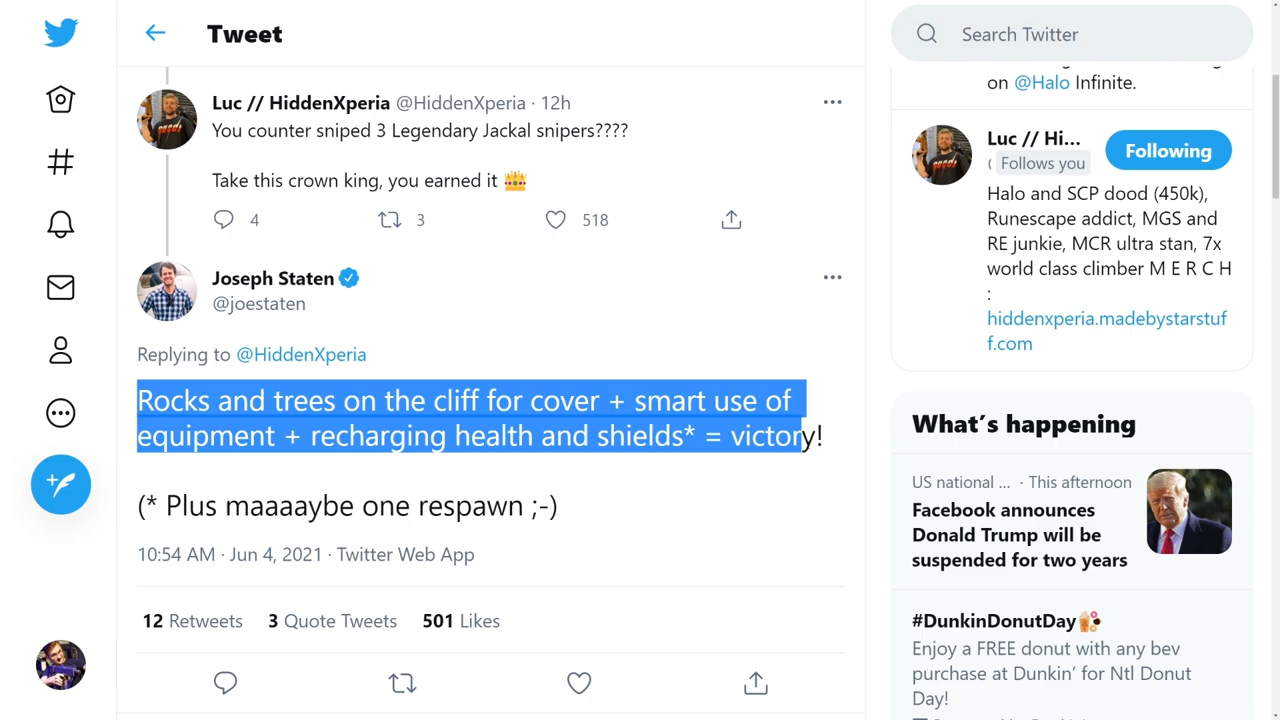 Tweet
Search Twitter
Luc // HiddenXperia @HiddenXperia · 12h
You counter sniped 3 Legendary Jackal snipers????
Take this crown king, you earned it 👑
4 3 518
Joseph Staten
@joestaten
Replying to @HiddenXperia
Rocks and trees on the cliff for cover + smart use of
equipment + recharging health and shields* = victory!
(* Plus maaaaybe one respawn ;-)
10:54 AM · Jun 4, 2021 · Twitter Web App
12 Retweets 3 Quote Tweets 501 Likes
on @Halo Infinite.
Luc // Hi...
( Follows you
Following
Halo and SCP dood (450k),
Runescape addict, MGS and
RE junkie, MCR ultra stan, 7x
world class climber M E R C H
:
hiddenxperia.madebystarstuf
f.com
What's happening
US national ... · This afternoon
Facebook announces
Donald Trump will be
suspended for two years
#DunkinDonutDay
Enjoy a FREE donut with any bev
purchase at Dunkin' for Ntl Donut
Day!